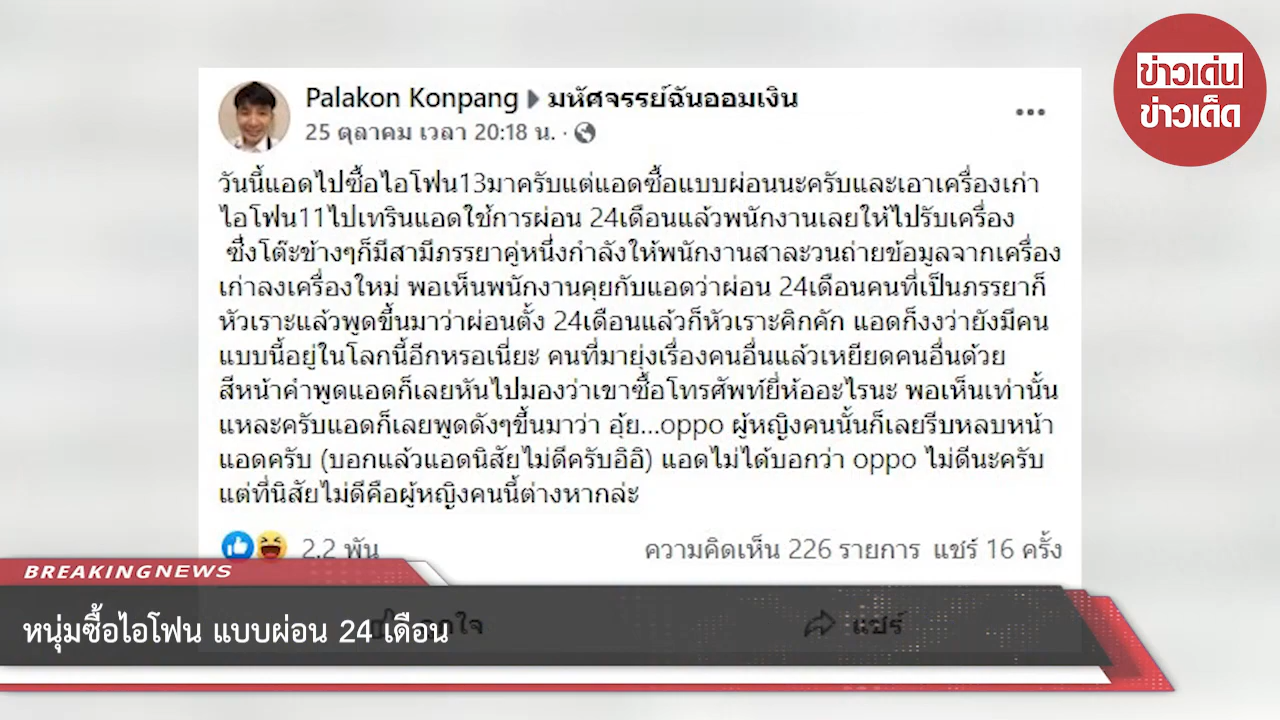 ข่าวเด่น
ข่าวเด็ด
Palakon Konpang ▶ มหัศจรรย์ฉันออมเงิน
25 ตุลาคม เวลา 20:18 น. ·
วันนี้แอดไปซื้อไอโฟน13มาครับแต่แอดซื้อแบบผ่อนนะครับและเอาเครื่องเก่า
ไอโฟน11ไปเทรินแอดใช้การผ่อน 24เดือนแล้วพนักงานเลยให้ไปรับเครื่อง
ซึ่งโต๊ะข้างๆก็มีสามีภรรยาคู่หนึ่งกำลังให้พนักงานสาละวนถ่ายข้อมูลจากเครื่อง
เก่าลงเครื่องใหม่ พอเห็นพนักงานคุยกับแอดว่าผ่อน 24เดือนคนที่เป็นภรรยาก็
หัวเราะแล้วพูดขึ้นมาว่าผ่อนตั้ง 24เดือนแล้วก็หัวเราะคิกคัก แอดก็งงว่ายังมีคน
แบบนี้อยู่ในโลกนี้อีกหรอเนี่ยะ คนที่มายุ่งเรื่องคนอื่นแล้วเหยียดคนอื่นด้วย
สีหน้าคำพูดแอดก็เลยหันไปมองว่าเขาซื้อโทรศัพท์ยี่ห้ออะไรนะ พอเห็นเท่านั้น
แหละครับแอดก็เลยพูดดังๆขึ้นมาว่า อุ้ย...oppo ผู้หญิงคนนั้นก็เลยรีบหลบหน้า
แอดครับ (บอกแล้วแอดนิสัยไม่ดีครับอิอิ) แอดไม่ได้บอกว่า oppo ไม่ดีนะครับ
แต่ที่นิสัยไม่ดีคือผู้หญิงคนนี้ต่างหากล่ะ
2.2 พัน ความคิดเห็น 226 รายการ แชร์ 16 ครั้ง
BREAKINGNEWS
แชร์
หนุ่มซื้อไอโฟน แบบผ่อน 24 เดือน